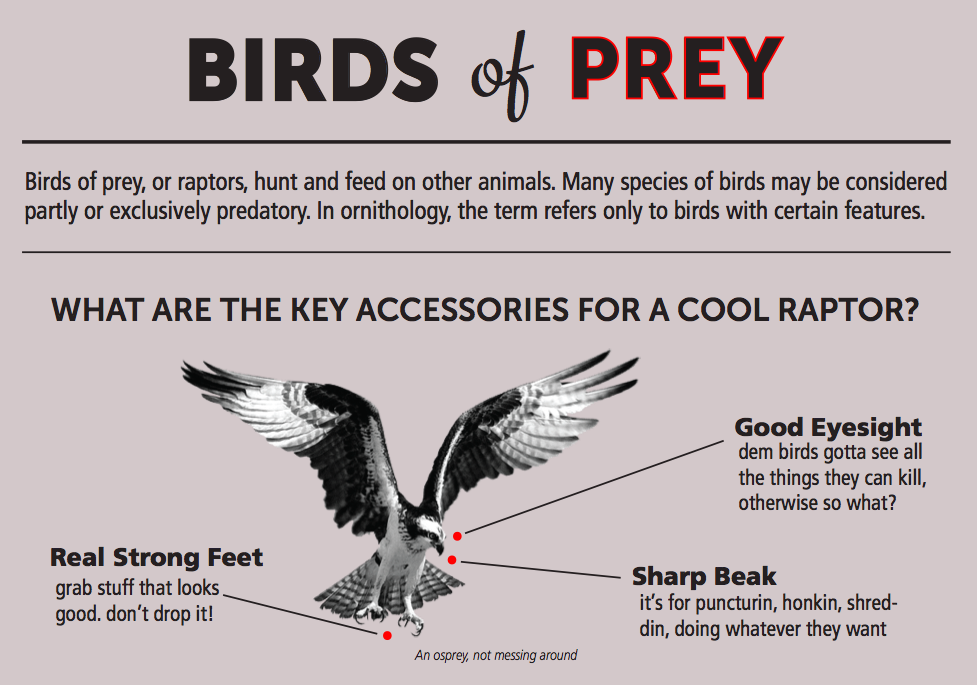 BIRDS of PREY
Birds of prey, or raptors, hunt and feed on other animals. Many species of birds may be considered
partly or exclusively predatory. In ornithology, the term refers only to birds with certain features.
WHAT ARE THE KEY ACCESSORIES FOR A COOL RAPTOR?
Good Eyesight
dem birds gotta see all
the things they can kill,
otherwise so what?
Real Strong Feet
grab stuff that looks
good. don't drop it!
Sharp Beak
it's for puncturin, honkin, shred-
din, doing whatever they want
An osprey, not messing around